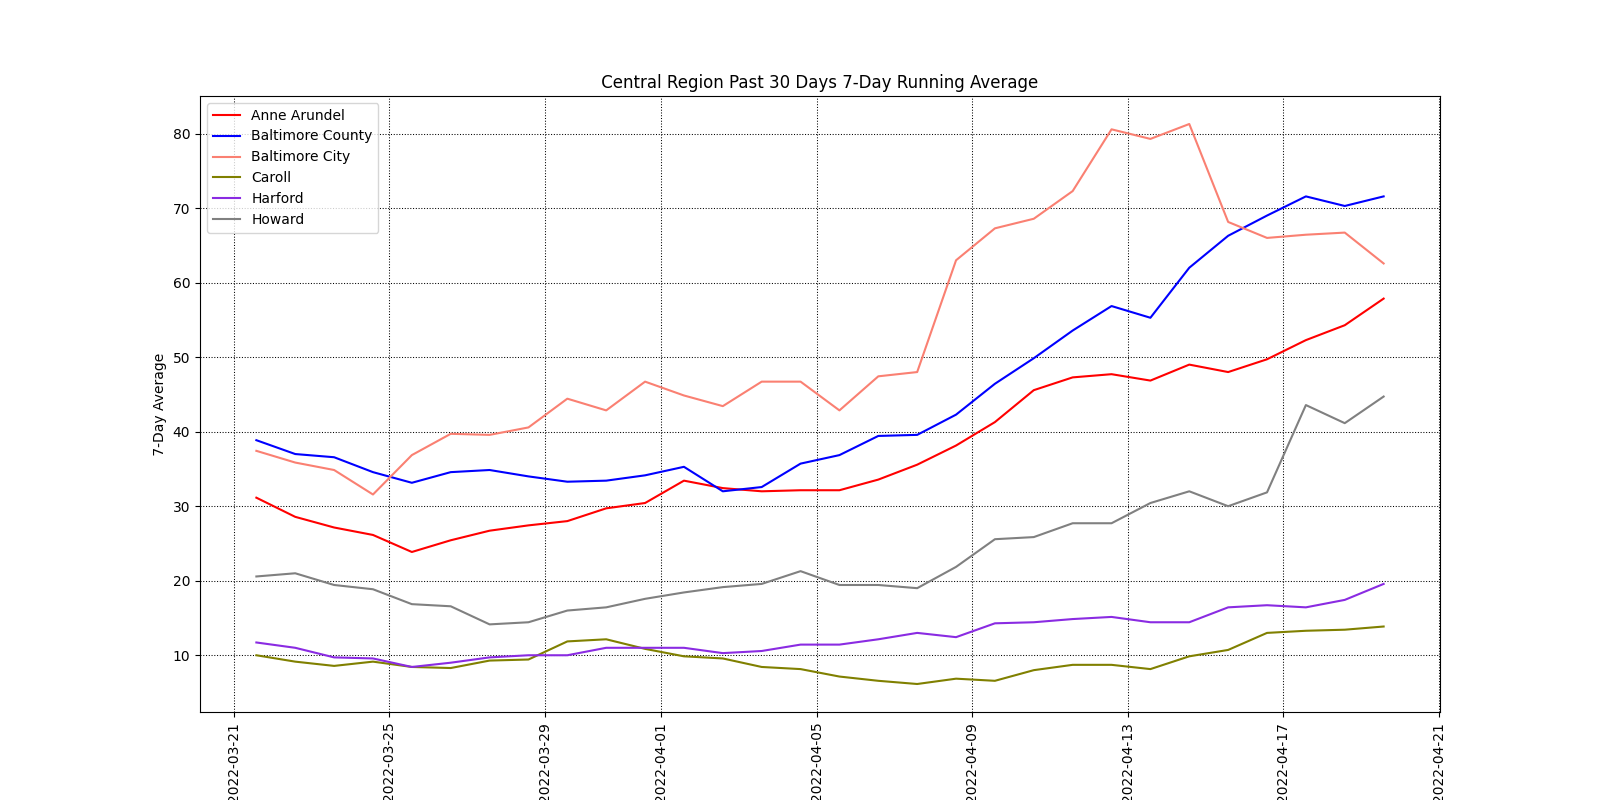 Central Region Past 30 Days 7-Day Running Average
Anne Arundel
Baltimore County
Baltimore City
Caroll
Harford
Howard
7-Day Average
80
70
60
50
40
30
20
10
2022-03-21
2022-03-25
2022-03-29
2022-04-01
2022-04-05
2022-04-09
2022-04-13
2022-04-17
2022-04-21